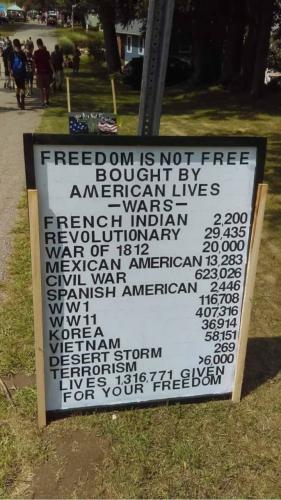 FREEDOM IS NOT FREE
BOUGHT BY
AMERICAN LIVES
-WARS-
FRENCH INDIAN 2,200
REVOLUTIONARY 29,435
WAR OF 1812 20,000
MEXICAN AMERICAN 13,283
CIVIL WAR 623,026
SPANISH AMERICAN 2,446
WW1 116708
WW11 407,316
KOREA 36914
VIETNAM 58151
DESERT STORM 269
TERRORISM >6,000
LIVES 1,316,771 GIVEN
FOR YOUR FREEDOM